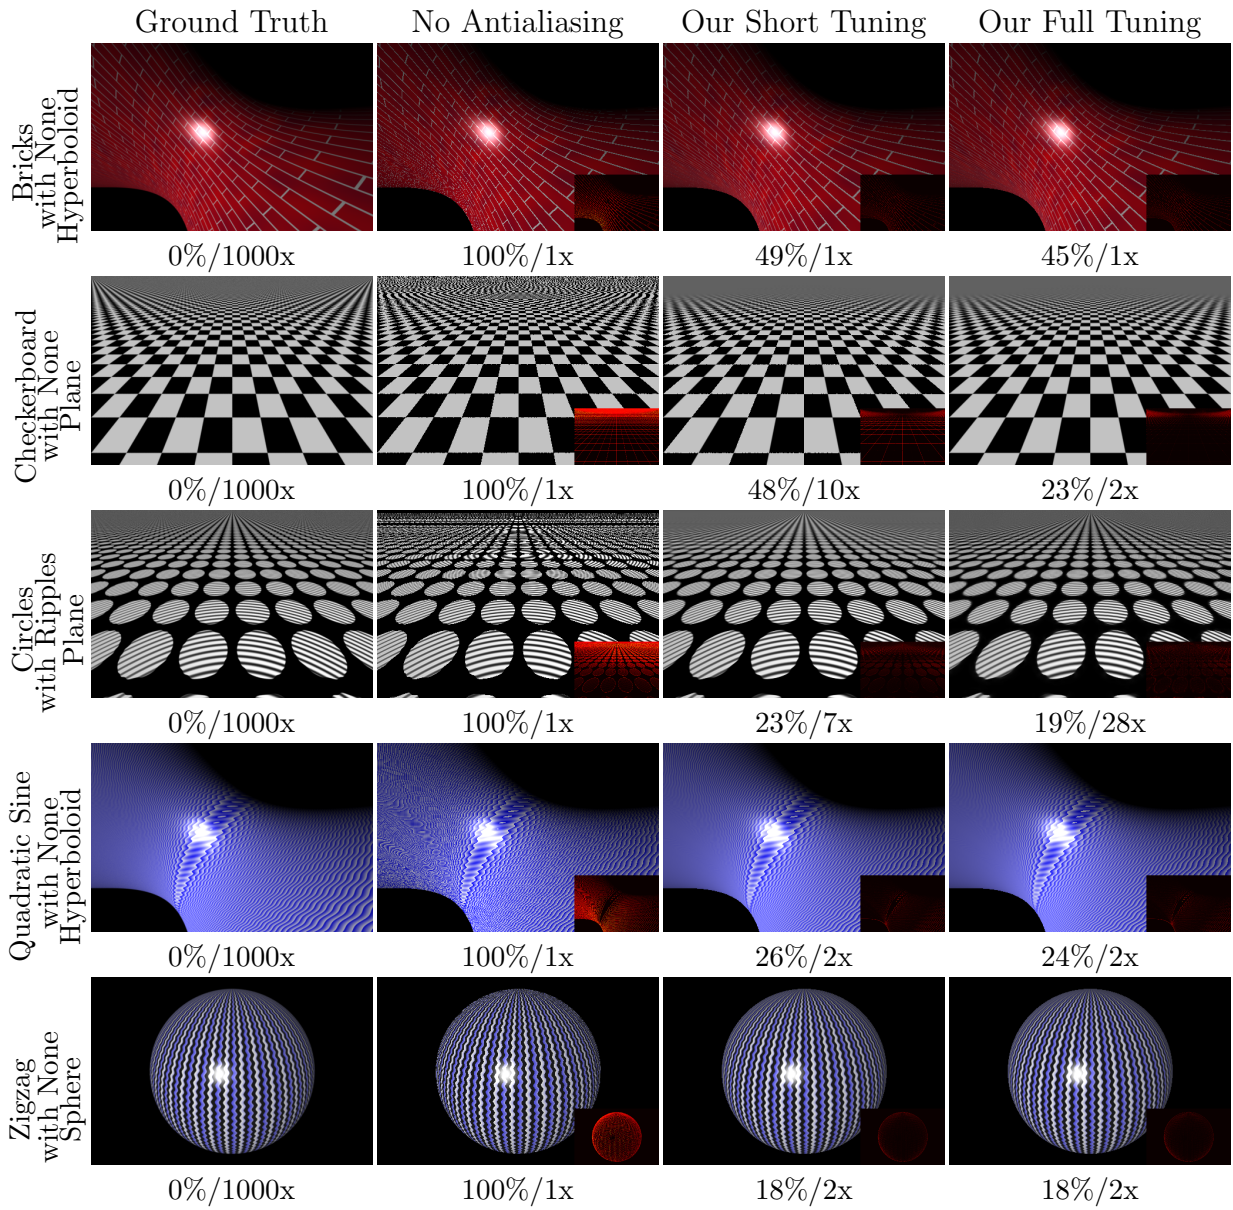 Ground Truth
No Antialiasing
Our Short Tuning
Our Full Tuning
Bricks
with None
Hyperboloid
0%/1000x
100%/1x
49%/1x
45%/1x
Checkerboard
with None
Plane
0%/1000x
100%/1x
48%/10x
23%/2x
Circles
with Ripples
Plane
0%/1000x
100%/1x
23%/7x
19%/28x
Quadratic Sine
with None
Hyperboloid
0%/1000x
100%/1x
26%/2x
24%/2x
Zigzag
with None
Sphere
0%/1000x
100%/1x
18%/2x
18%/2x